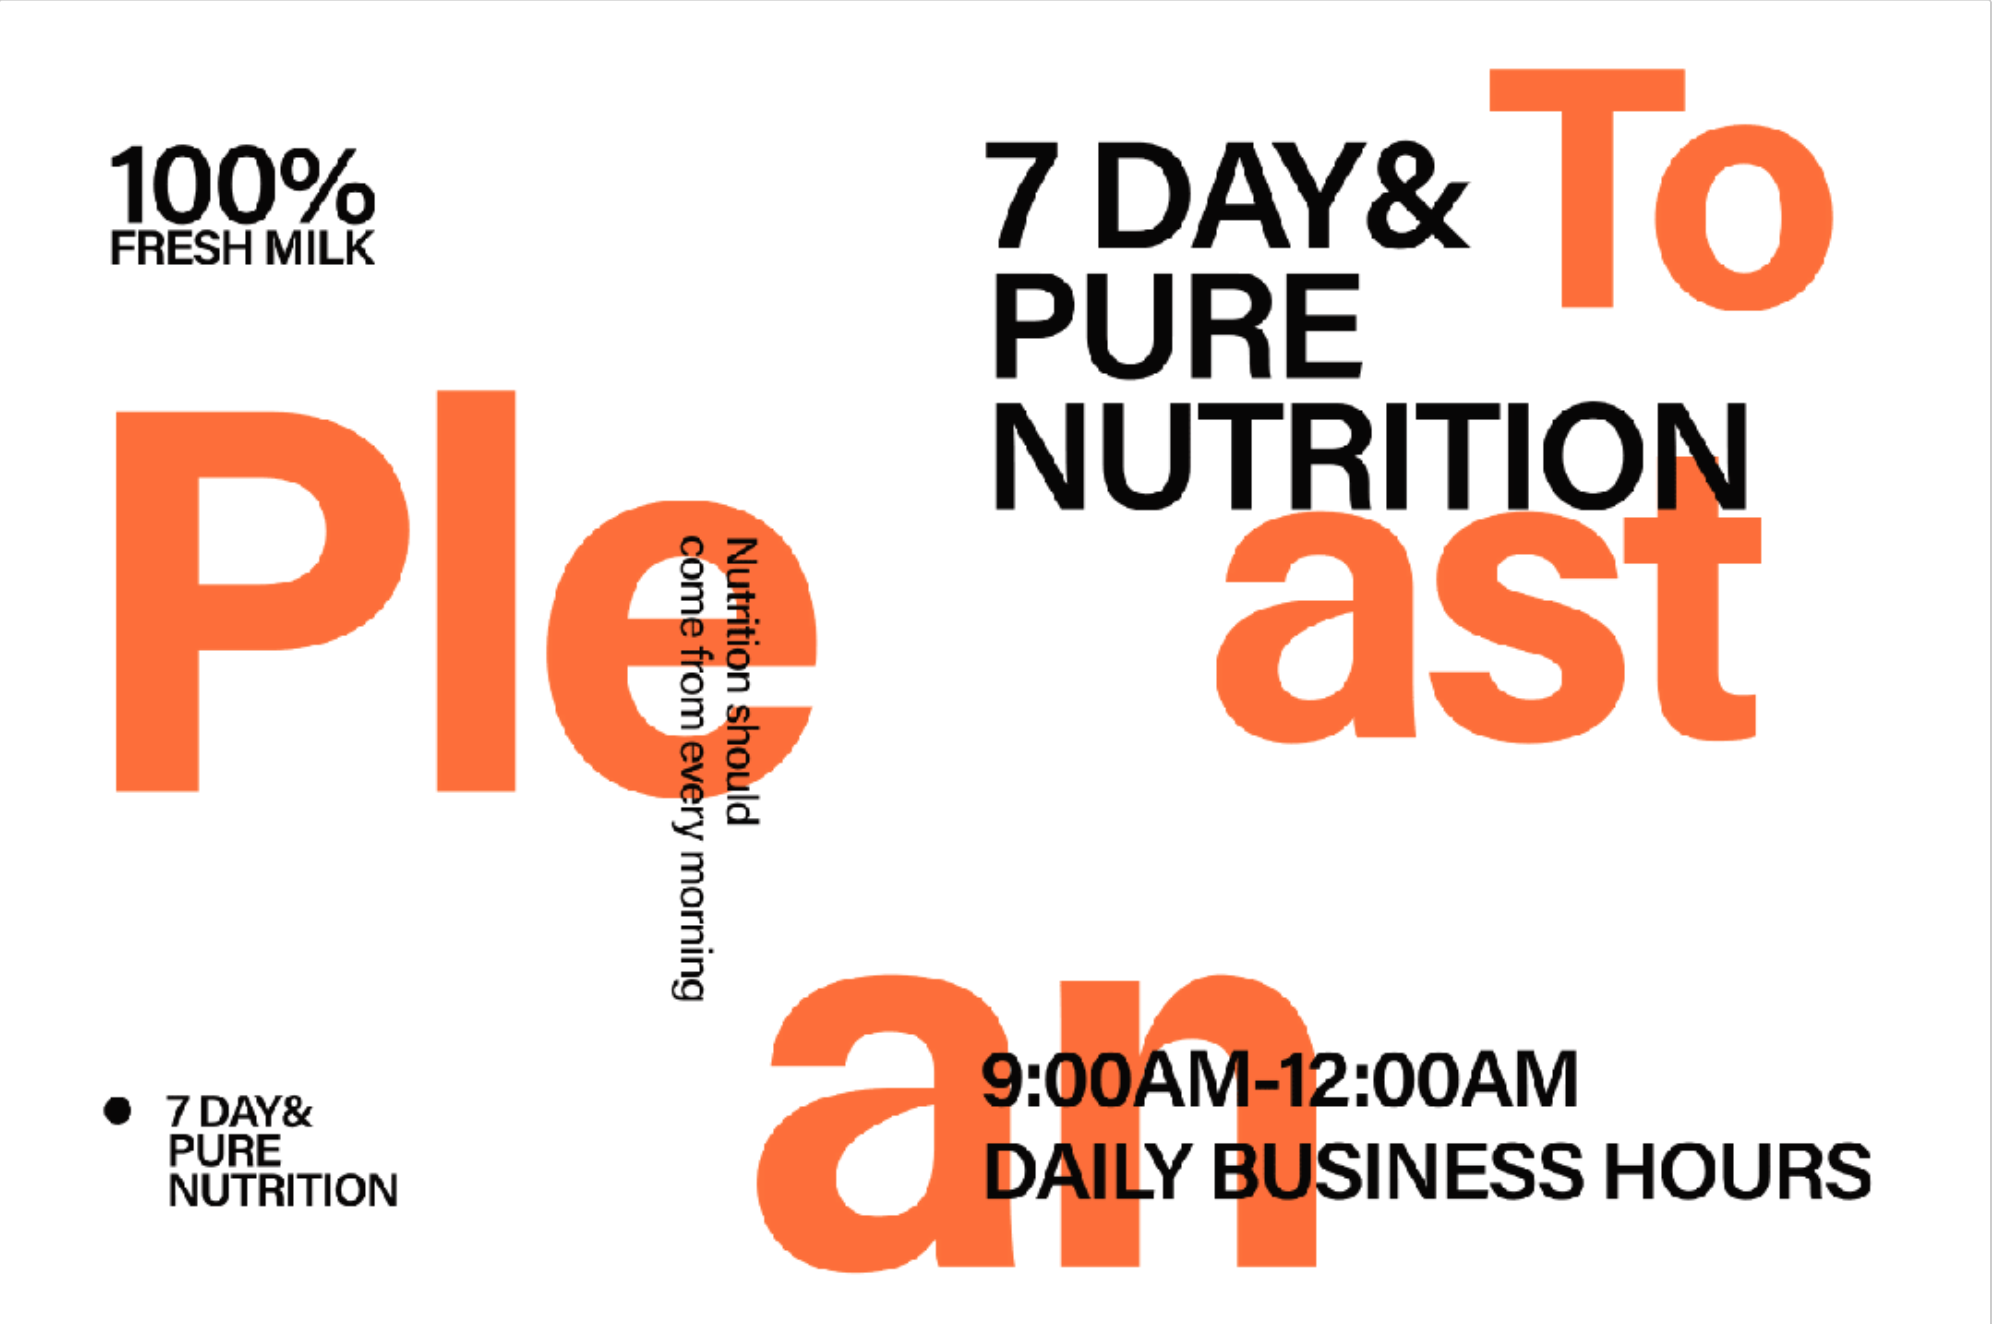 100%
FRESH MILK
7 DAY&
PURE
NUTRITION
To
ast
Ple
an
Nutrition should
come from every morning
9:00AM-12:00AM
DAILY BUSINESS HOURS
7 DAY&
PURE
NUTRITION